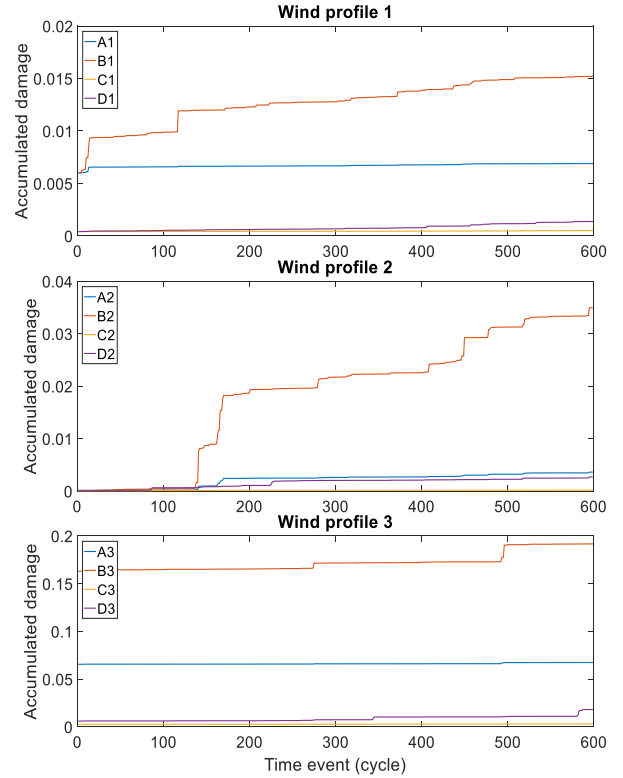 Wind profile 1
Accumulated damage
0.02
0.015
0.01
0.005
0
A1
B1
C1
D1
0 100 200 300 400 500 600
Wind profile 2
Accumulated damage
0.04
0.03
0.02
0.01
0
A2
B2
C2
D2
0 100 200 300 400 500 600
Wind profile 3
Accumulated damage
0.2
0.15
0.1
0.05
0
A3
B3
C3
D3
0 100 200 300 400 500 600
Time event (cycle)